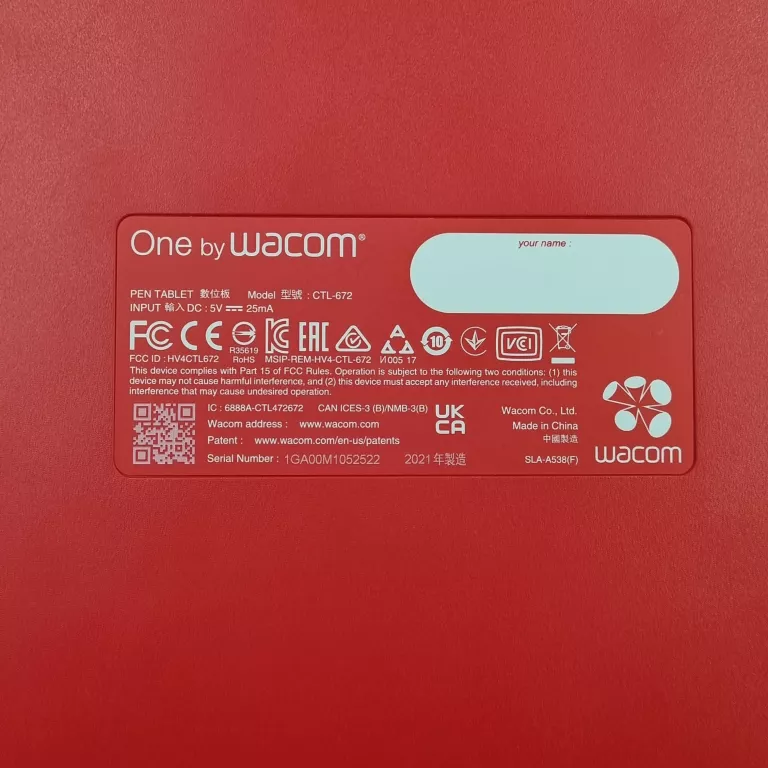 One by wacom®
your name :
PEN TABLET 數位板 Model 型號 : CTL-672
INPUT 輸入 DC : 5V 25mA
FC CE KC EAC 10 VCI
R35619
FCC ID : HV4CTL672 RoHS MSIP-REM-HV4-CTL-672 И005 17
This device complies with Part 15 of FCC Rules. Operation is subject to the following two conditions: (1) this
device may not cause harmful interference, and (2) this device must accept any interference received, including
interference that may cause undesired operation.
IC : 6888A-CTL472672 CAN ICES-3 (B)/NMB-3(B)
UK
CA
Wacom address : www.wacom.com
Patent : www.wacom.com/en-us/patents
Serial Number : 1GA00M1052522 2021年製造
Wacom Co., Ltd.
Made in China
中國製造
SLA-A538(F)
wacom